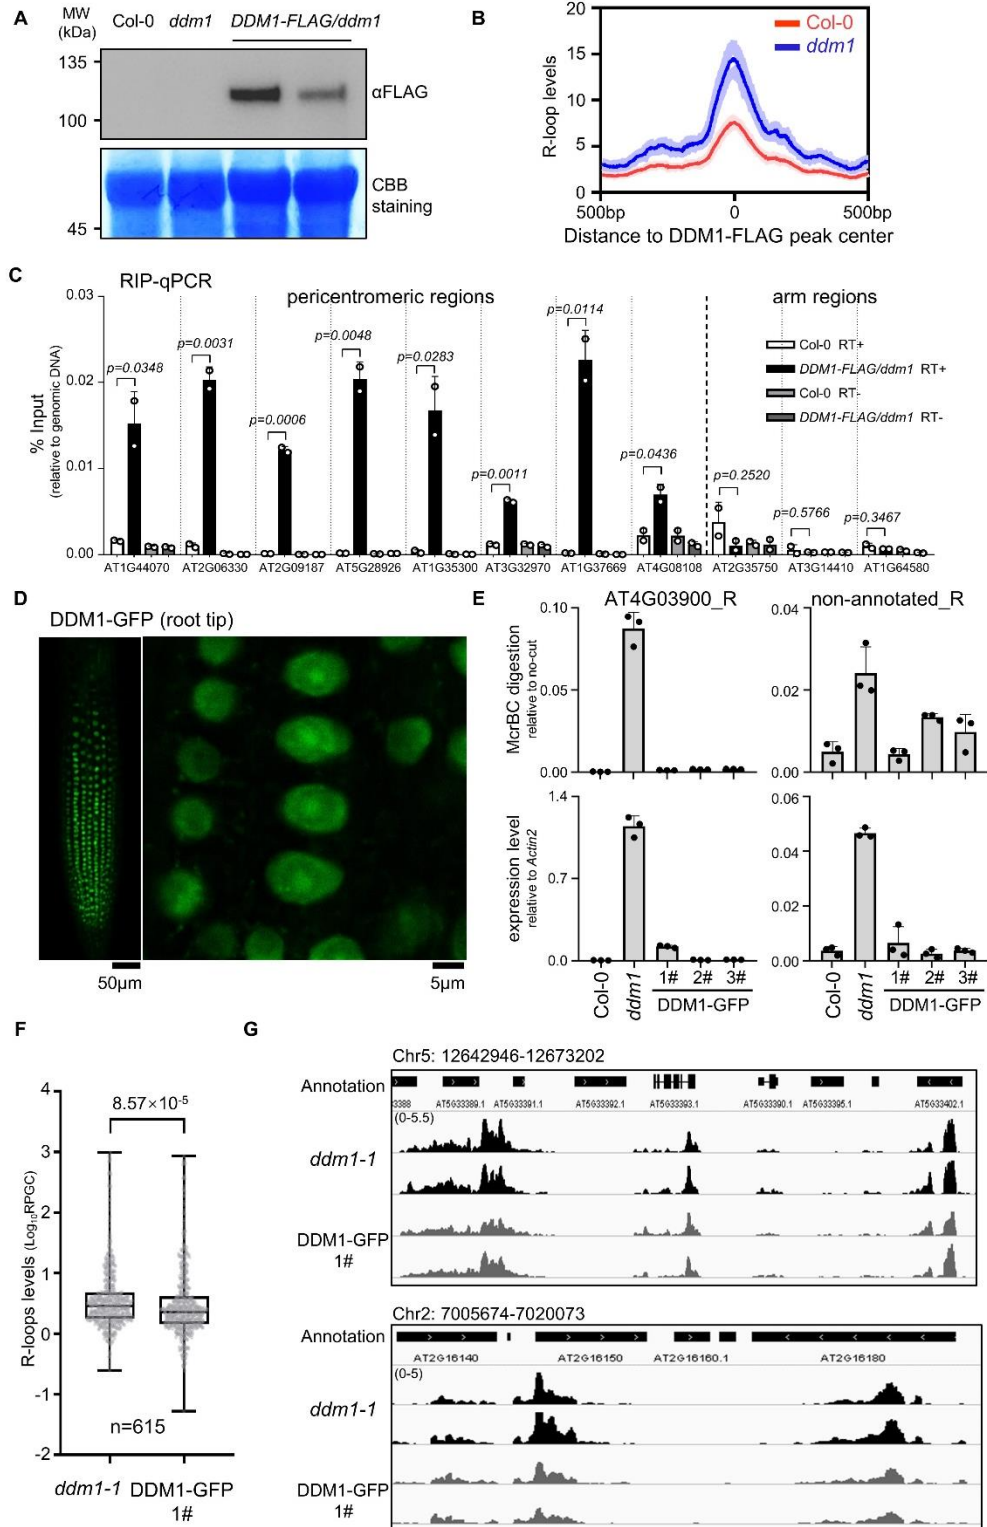 A
MW
(kDa)
Col-0 ddm1 DDM1-FLAG/ddm1
135
100
αFLAG
45
CBB
staining
B
20
15
10
5
0
R-loop levels
Col-0
ddm1
500bp 0 500bp
Distance to DDM1-FLAG peak center
C
RIP-qPCR
pericentromeric regions
arm regions
0.03
0.02
0.01
0.00
% Input
(relative to genomic DNA)
p=0.0348
p=0.0031
p=0.0006
p=0.0048
p=0.0283
p=0.0011
p=0.0114
p=0.0436
p=0.2520
p=0.5766
p=0.3467
Col-0 RT+
DDM1-FLAG/ddm1 RT+
Col-0 RT-
DDM1-FLAG/ddm1 RT-
AT1G44070 AT2G06330 AT2G09187 AT5G28926 AT1G35300 AT3G32970 AT1G37669 AT4G08108 AT2G35750 AT3G14410 AT1G64580
D
DDM1-GFP (root tip)
50μm
5μm
E
AT4G03900_R
non-annotated_R
McrBC digestion
relative to no-cut
0.10
0.05
0.00
0.04
0.02
0.00
expression level
relative to Actin2
1.4
0.7
0.0
0.06
0.04
0.02
0.00
Col-0 ddm1 1# 2# 3#
DDM1-GFP
Col-0 ddm1 1# 2# 3#
DDM1-GFP
F
R-loops levels (Log10RPGC)
4
3
2
1
0
-1
-2
8.57×10-5
n=615
ddm1-1 DDM1-GFP
1#
G
Chr5: 12642946-12673202
Annotation
3388 AT5G33389.1 AT5G33391.1 AT5G33392.1 AT5G33393.1 AT5G33390.1 AT5G33395.1 AT5G33402.1
(0-5.5)
ddm1-1
DDM1-GFP
1#
Chr2: 7005674-7020073
Annotation
AT2G16140 AT2G16150 AT2G16160.1 AT2G16180
(0-5)
ddm1-1
DDM1-GFP
1#